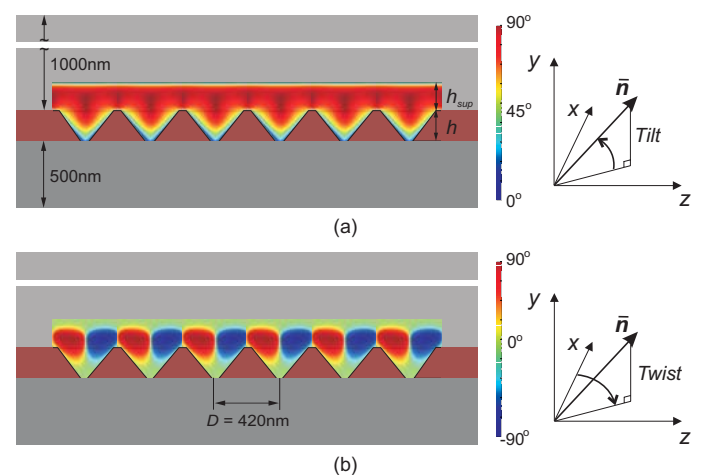 90°
1000nm
h_sup
h
45°
500nm
0°
y
n̄
x
Tilt
z
(a)
90°
0°
-90°
y
n̄
x
Twist
z
D = 420nm
(b)